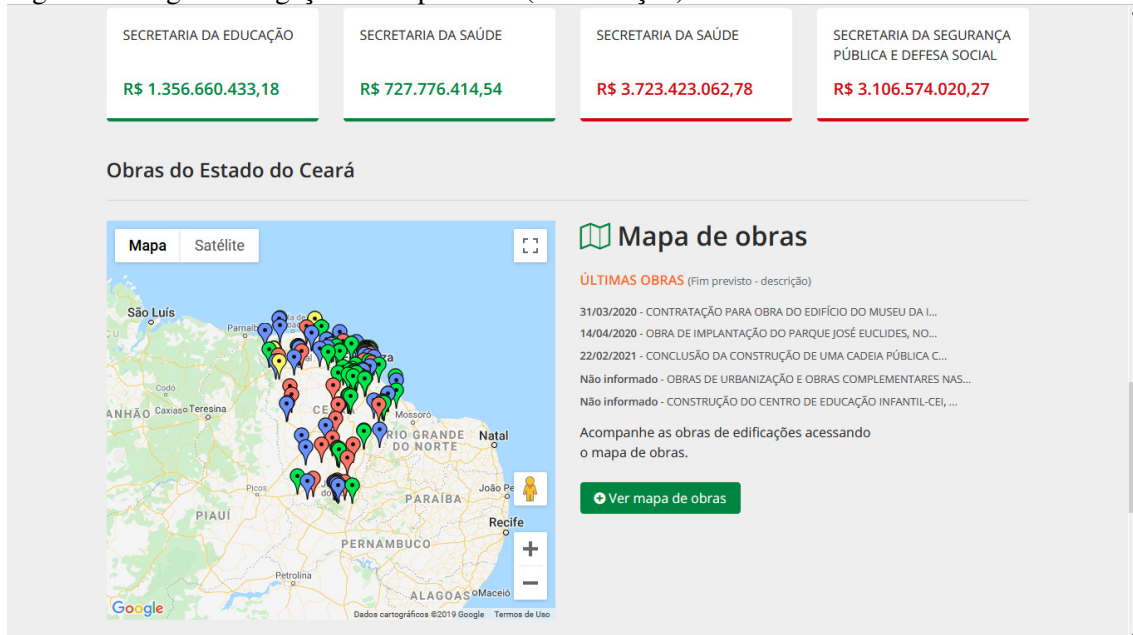 SECRETARIA DA EDUCAÇÃO
R$ 1.356.660.433,18
SECRETARIA DA SAÚDE
R$ 727.776.414,54
SECRETARIA DA SAÚDE
R$ 3.723.423.062,78
SECRETARIA DA SEGURANÇA
PÚBLICA E DEFESA SOCIAL
R$ 3.106.574.020,27
Obras do Estado do Ceará
Mapa Satélite
São Luís
Parnaíb
Codó
ANHÃO Caxias Teresina
CE
Mossoró
RIO GRANDE
DO NORTE
Natal
Picos
PARAÍBA
João Pe
PIAUÍ
Recife
PERNAMBUCO
Petrolina
ALAGOAS Maceió
Google
Dados cartográficos ©2019 Google Termos de Uso
Mapa de obras
ÚLTIMAS OBRAS (Fim previsto - descrição)
31/03/2020 - CONTRATAÇÃO PARA OBRA DO EDIFÍCIO DO MUSEU DA I...
14/04/2020 - OBRA DE IMPLANTAÇÃO DO PARQUE JOSÉ EUCLIDES, NO...
22/02/2021 - CONCLUSÃO DA CONSTRUÇÃO DE UMA CADEIA PÚBLICA C...
Não informado - OBRAS DE URBANIZAÇÃO E OBRAS COMPLEMENTARES NAS...
Não informado - CONSTRUÇÃO DO CENTRO DE EDUCAÇÃO INFANTIL-CEI, ...
Acompanhe as obras de edificações acessando
o mapa de obras.
Ver mapa de obras